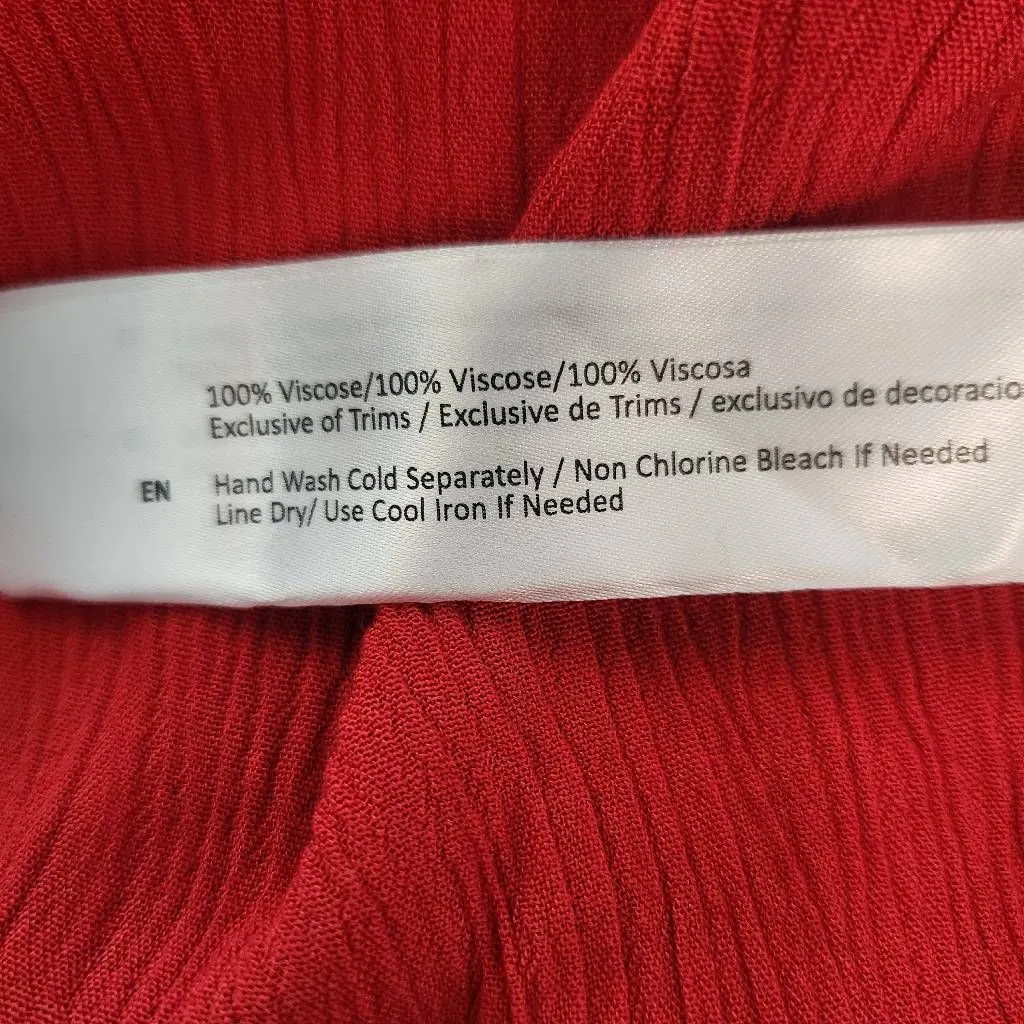 100% Viscose/100% Viscose/100% Viscosa
Exclusive of Trims / Exclusive de Trims / exclusivo de decoracio
EN Hand Wash Cold Separately / Non Chlorine Bleach If Needed
Line Dry/ Use Cool Iron If Needed